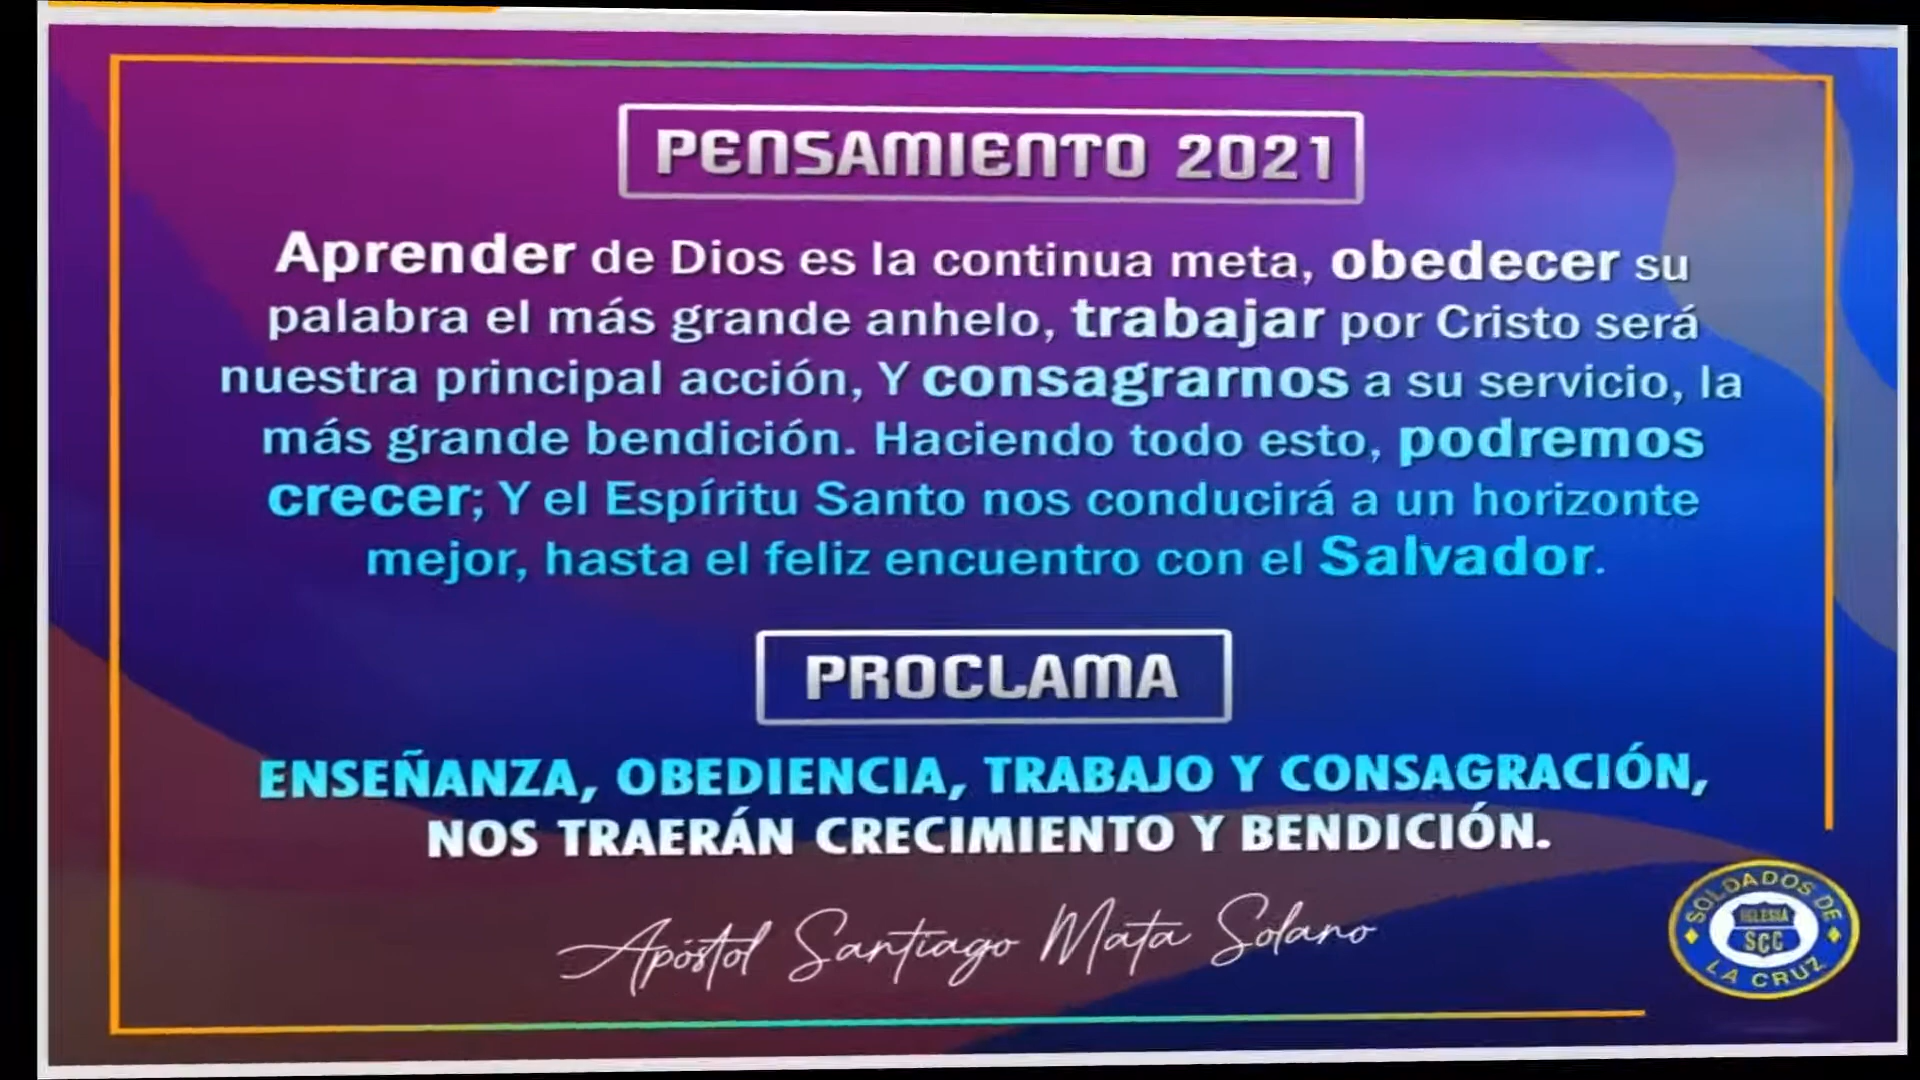 PENSAMIENTO 2021
Aprender de Dios es la continua meta, obedecer su
palabra el más grande anhelo, trabajar por Cristo será
nuestra principal acción, Y consagrarnos a su servicio, la
más grande bendición. Haciendo todo esto, podremos
crecer; Y el Espíritu Santo nos conducirá a un horizonte
mejor, hasta el feliz encuentro con el Salvador.
PROCLAMA
ENSEÑANZA, OBEDIENCIA, TRABAJO Y CONSAGRACIÓN,
NOS TRAERÁN CRECIMIENTO Y BENDICIÓN.
Apóstol Santiago Mata Solano
SOLDADOS DE
IGLESIA
SCC
LA CRUZ